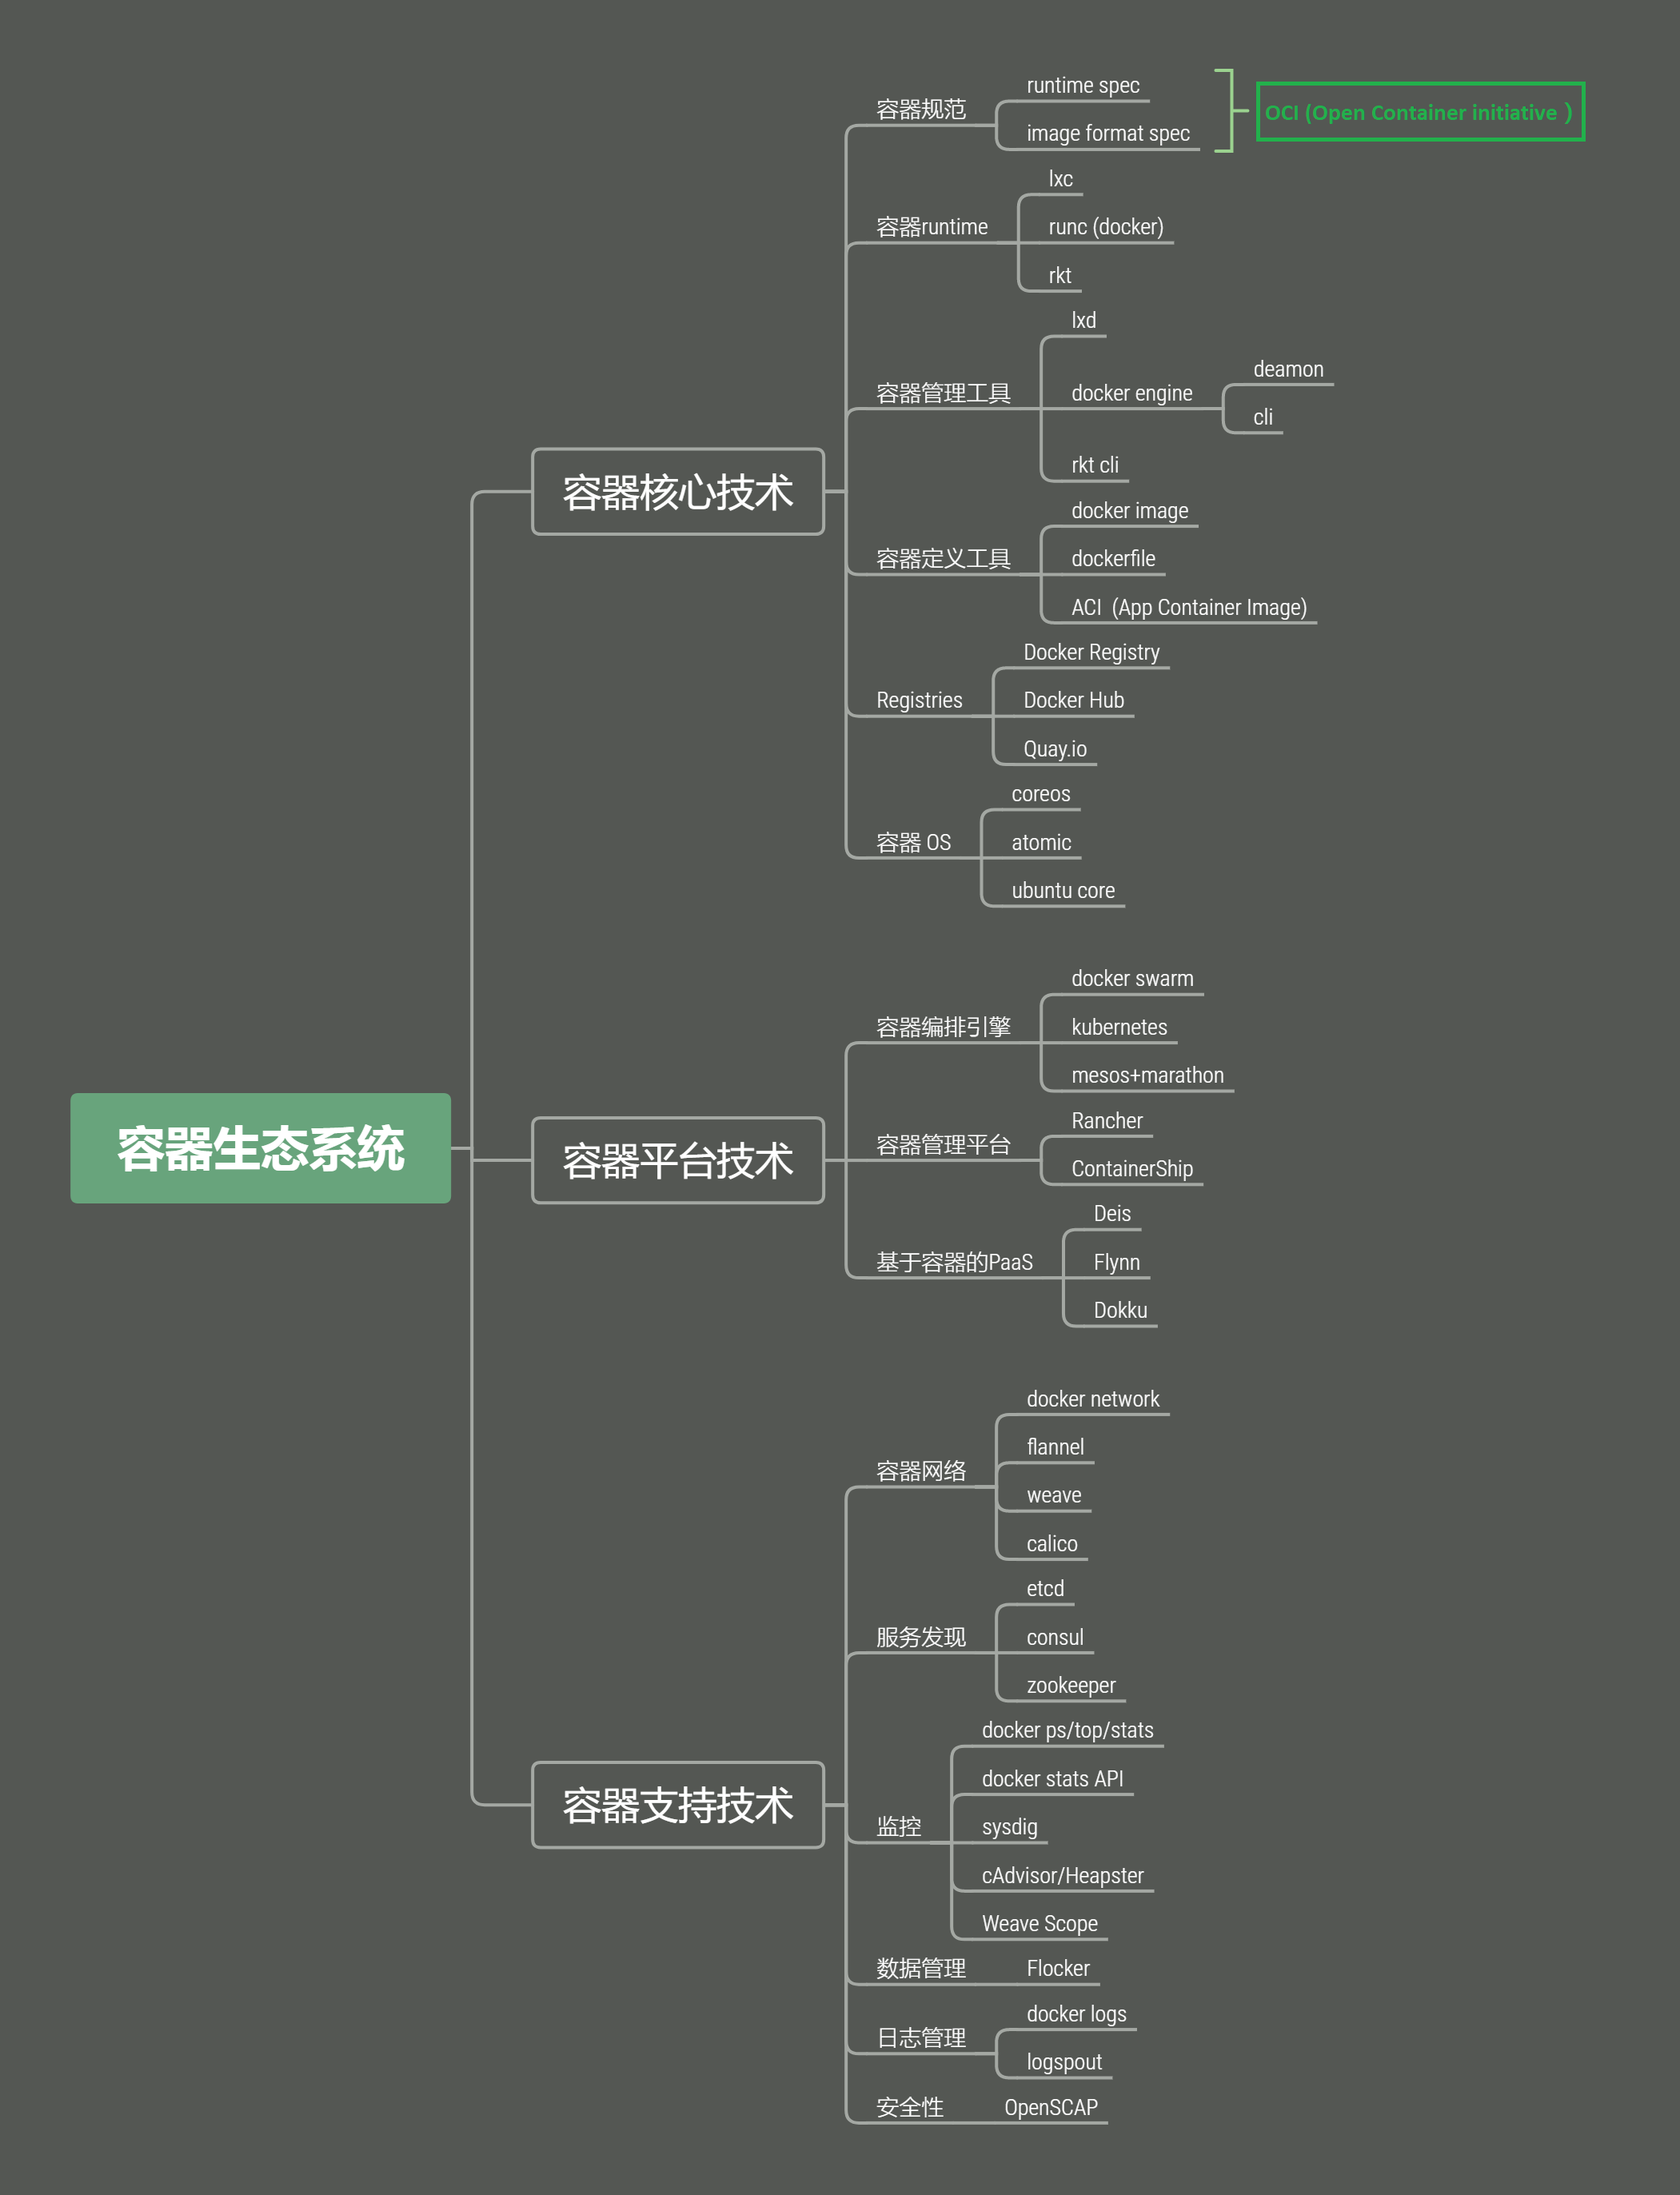 容器生态系统
容器核心技术
容器规范
runtime spec
image format spec
OCI (Open Container initiative )
容器runtime
lxc
runc (docker)
rkt
容器管理工具
lxd
docker engine
deamon
cli
rkt cli
容器定义工具
docker image
dockerfile
ACI (App Container Image)
Registries
Docker Registry
Docker Hub
Quay.io
容器 OS
coreos
atomic
ubuntu core
容器平台技术
容器编排引擎
docker swarm
kubernetes
mesos+marathon
容器管理平台
Rancher
ContainerShip
基于容器的PaaS
Deis
Flynn
Dokku
容器支持技术
容器网络
docker network
flannel
weave
calico
服务发现
etcd
consul
zookeeper
监控
docker ps/top/stats
docker stats API
sysdig
cAdvisor/Heapster
Weave Scope
数据管理
Flocker
日志管理
docker logs
logspout
安全性
OpenSCAP